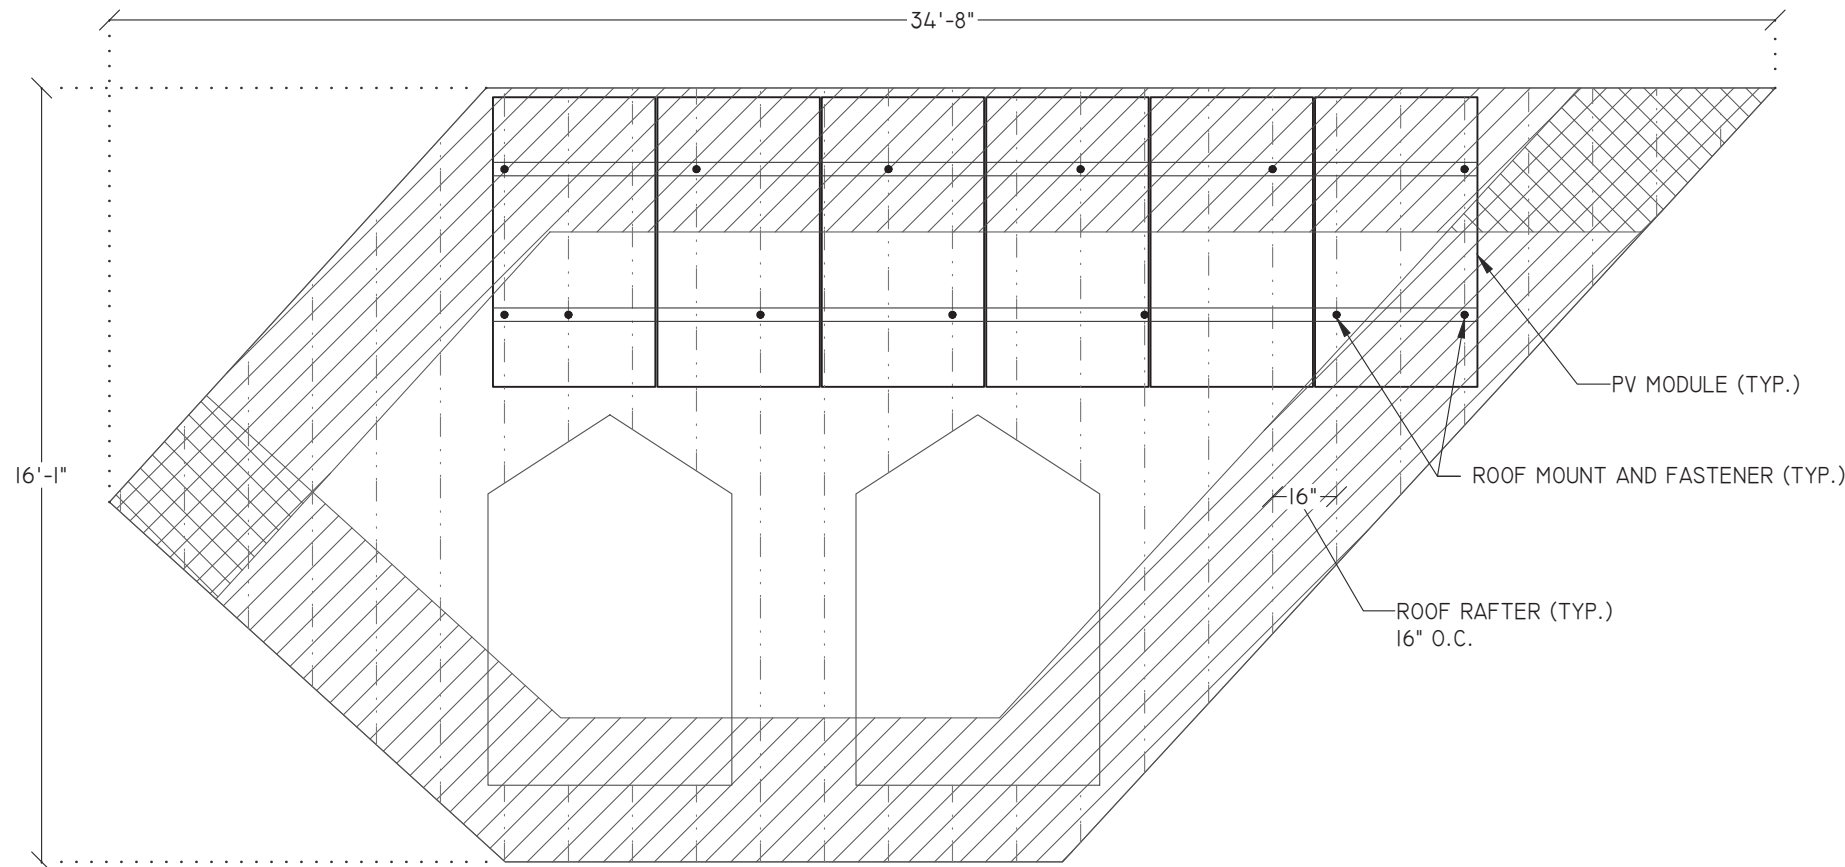 34'-8"
PV MODULE (TYP.)
16'-1"
ROOF MOUNT AND FASTENER (TYP.)
16"
ROOF RAFTER (TYP.)
16" O.C.